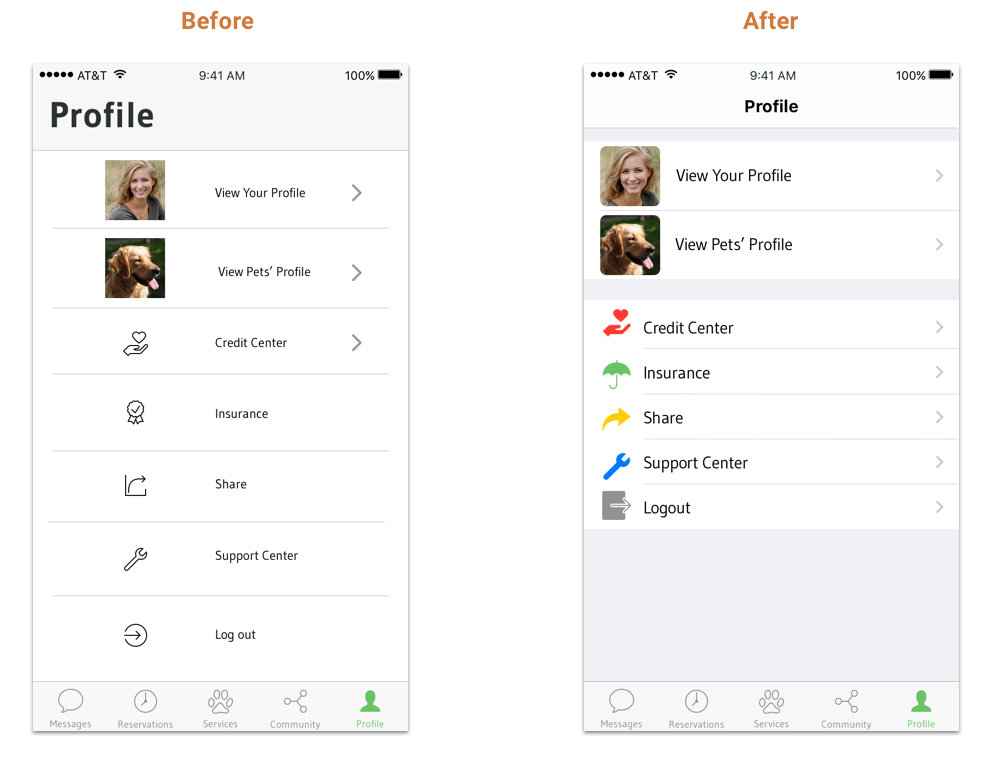 Before
AT&T 9:41 AM 100%
Profile
View Your Profile
View Pets’ Profile
Credit Center
Insurance
Share
Support Center
Log out
Messages Reservations Services Community Profile
After
AT&T 9:41 AM 100%
Profile
View Your Profile
View Pets’ Profile
Credit Center
Insurance
Share
Support Center
Logout
Messages Reservations Services Community Profile